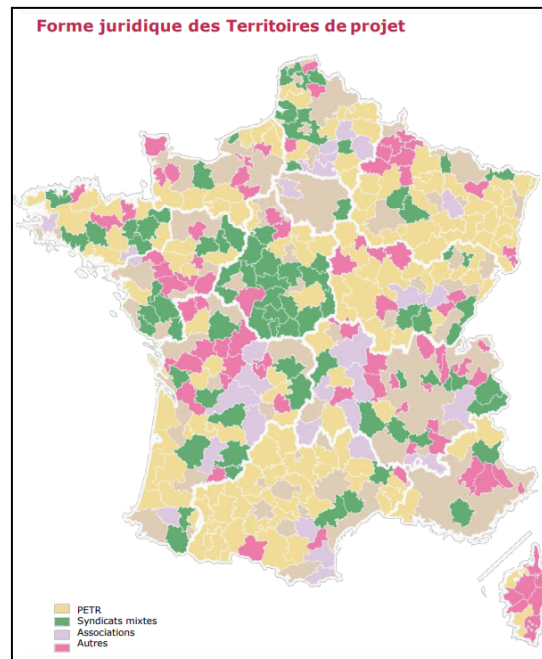 Forme juridique des Territoires de projet
PETR
Syndicats mixtes
Associations
Autres